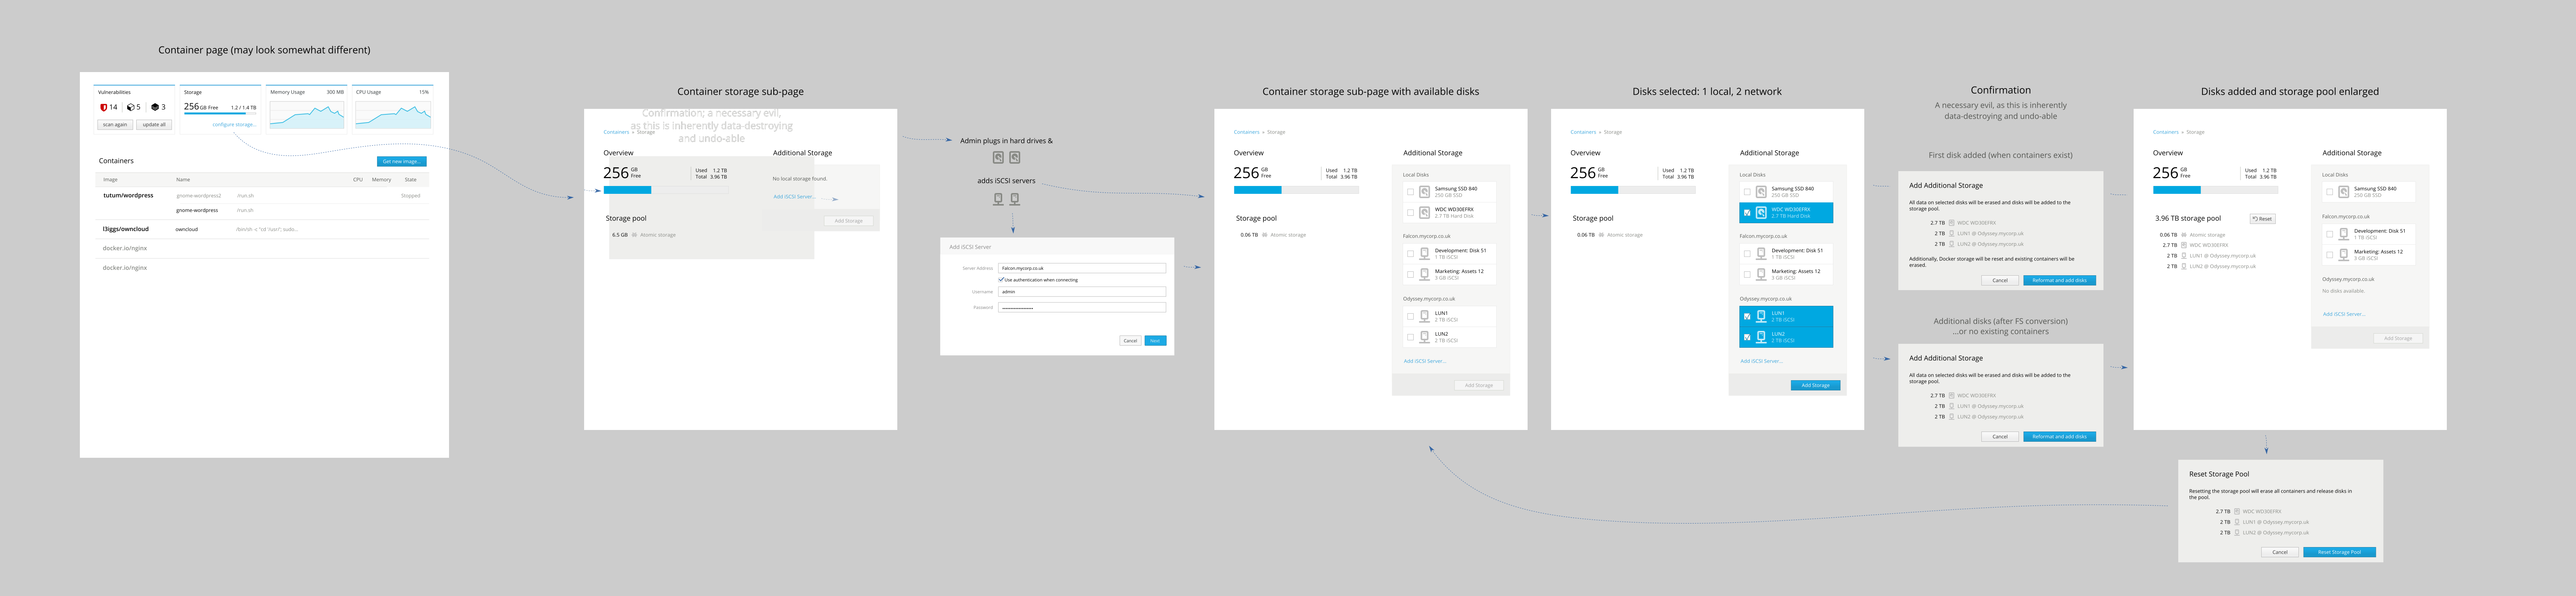 Container page (may look somewhat different)
Vulnerabilities
14 5 3
scan again update all
Storage
256 GB Free 1.2 / 1.4 TB
configure storage...
Memory Usage 300 MB
CPU Usage 15%
Containers
Get new image...
Image Name CPU Memory State
tutum/wordpress gnome-wordpress2 /run.sh Stopped
gnome-wordpress /run.sh
l3iggs/owncloud owncloud /bin/sh -c "cd '/usr/'; sudo...
docker.io/nginx
docker.io/nginx
Container storage sub-page
Confirmation; a necessary evil,
as this is inherently data-destroying
and undo-able
Containers » Storage
Overview
256 GB Free
Used 1.2 TB
Total 3.96 TB
Storage pool
6.5 GB Atomic storage
Additional Storage
No local storage found.
Add iSCSI Server...
Add Storage
Admin plugs in hard drives &
adds iSCSI servers
Add iSCSI Server
Server Address Falcon.mycorp.co.uk
Use authentication when connecting
Username admin
Password
Cancel Next
Container storage sub-page with available disks
Containers » Storage
Overview
256 GB Free
Used 1.2 TB
Total 3.96 TB
Storage pool
0.06 TB Atomic storage
Additional Storage
Local Disks
Samsung SSD 840
250 GB SSD
WDC WD30EFRX
2.7 TB Hard Disk
Falcon.mycorp.co.uk
Development: Disk 51
1 TB iSCSI
Marketing: Assets 12
3 GB iSCSI
Odyssey.mycorp.co.uk
LUN1
2 TB iSCSI
LUN2
2 TB iSCSI
Add iSCSI Server...
Add Storage
Disks selected: 1 local, 2 network
Containers » Storage
Overview
256 GB Free
Used 1.2 TB
Total 3.96 TB
Storage pool
0.06 TB Atomic storage
Additional Storage
Local Disks
Samsung SSD 840
250 GB SSD
WDC WD30EFRX
2.7 TB Hard Disk
Falcon.mycorp.co.uk
Development: Disk 51
1 TB iSCSI
Marketing: Assets 12
3 GB iSCSI
Odyssey.mycorp.co.uk
LUN1
2 TB iSCSI
LUN2
2 TB iSCSI
Add iSCSI Server...
Add Storage
Confirmation
A necessary evil, as this is inherently
data-destroying and undo-able
First disk added (when containers exist)
Add Additional Storage
All data on selected disks will be erased and disks will be added to the
storage pool.
2.7 TB WDC WD30EFRX
2 TB LUN1 @ Odyssey.mycorp.uk
2 TB LUN2 @ Odyssey.mycorp.uk
Additionally, Docker storage will be reset and existing containers will be
erased.
Cancel Reformat and add disks
Additional disks (after FS conversion)
...or no existing containers
Add Additional Storage
All data on selected disks will be erased and disks will be added to the
storage pool.
2.7 TB WDC WD30EFRX
2 TB LUN1 @ Odyssey.mycorp.uk
2 TB LUN2 @ Odyssey.mycorp.uk
Cancel Reformat and add disks
Disks added and storage pool enlarged
Containers » Storage
Overview
256 GB Free
Used 1.2 TB
Total 3.96 TB
3.96 TB storage pool Reset
0.06 TB Atomic storage
2.7 TB WDC WD30EFRX
2 TB LUN1 @ Odyssey.mycorp.uk
2 TB LUN2 @ Odyssey.mycorp.uk
Additional Storage
Local Disks
Samsung SSD 840
250 GB SSD
Falcon.mycorp.co.uk
Development: Disk 51
1 TB iSCSI
Marketing: Assets 12
3 GB iSCSI
Odyssey.mycorp.co.uk
No disks available.
Add iSCSI Server...
Add Storage
Reset Storage Pool
Resetting the storage pool will erase all containers and release disks in
the pool.
2.7 TB WDC WD30EFRX
2 TB LUN1 @ Odyssey.mycorp.uk
2 TB LUN2 @ Odyssey.mycorp.uk
Cancel Reset Storage Pool